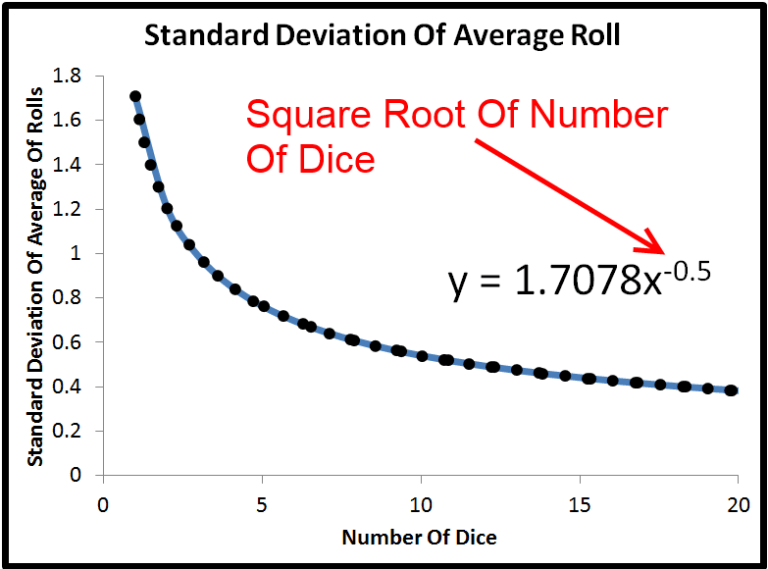 Standard Deviation Of Average Roll
Standard Deviation Of Average Of Rolls
1.8
1.6
1.4
1.2
1
0.8
0.6
0.4
0.2
0
Square Root Of Number
Of Dice
y = 1.7078x^-0.5
0 5 10 15 20
Number Of Dice